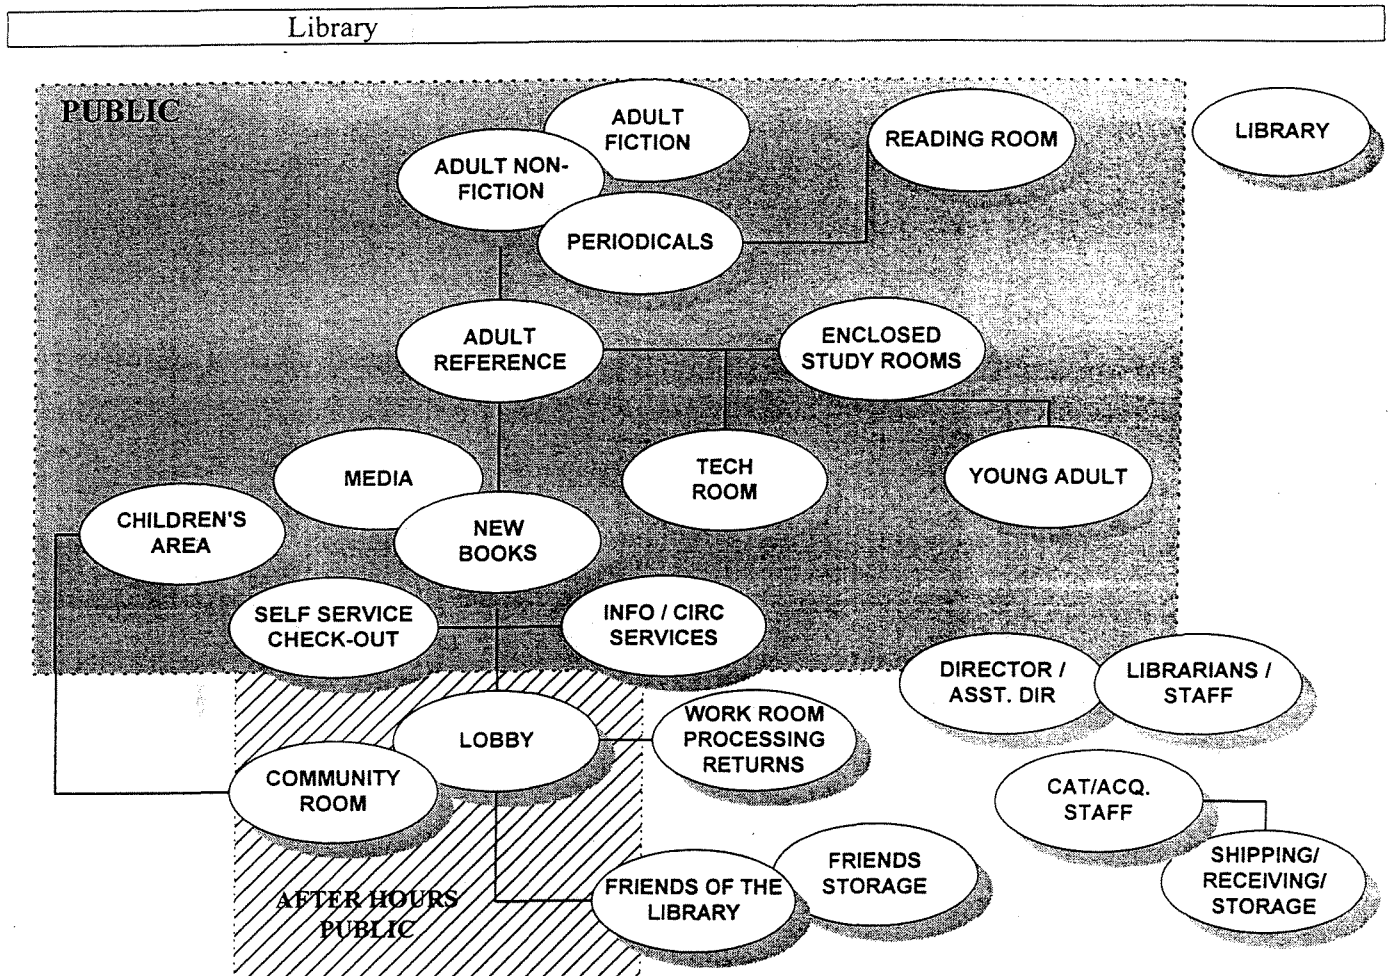 Library
PUBLIC
ADULT
FICTION
READING ROOM
LIBRARY
ADULT NON-
FICTION
PERIODICALS
ADULT
REFERENCE
ENCLOSED
STUDY ROOMS
MEDIA
TECH
ROOM
YOUNG ADULT
CHILDREN'S
AREA
NEW
BOOKS
SELF SERVICE
CHECK-OUT
INFO / CIRC
SERVICES
DIRECTOR /
ASST. DIR
LIBRARIANS /
STAFF
LOBBY
WORK ROOM
PROCESSING
RETURNS
COMMUNITY
ROOM
CAT/ACQ.
STAFF
SHIPPING/
RECEIVING/
STORAGE
FRIENDS OF THE
LIBRARY
FRIENDS
STORAGE
AFTER HOURS
PUBLIC